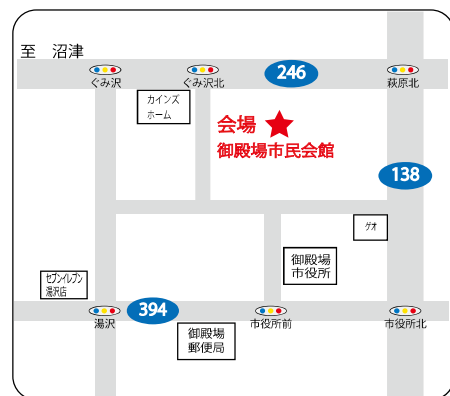 至　沼津
ぐみ沢
ぐみ沢北
246
萩原北
カインズ
ホーム
会場
御殿場市民会館
138
ゲオ
御殿場
市役所
セブンイレブン
湯沢店
394
湯沢
市役所前
市役所北
御殿場
郵便局